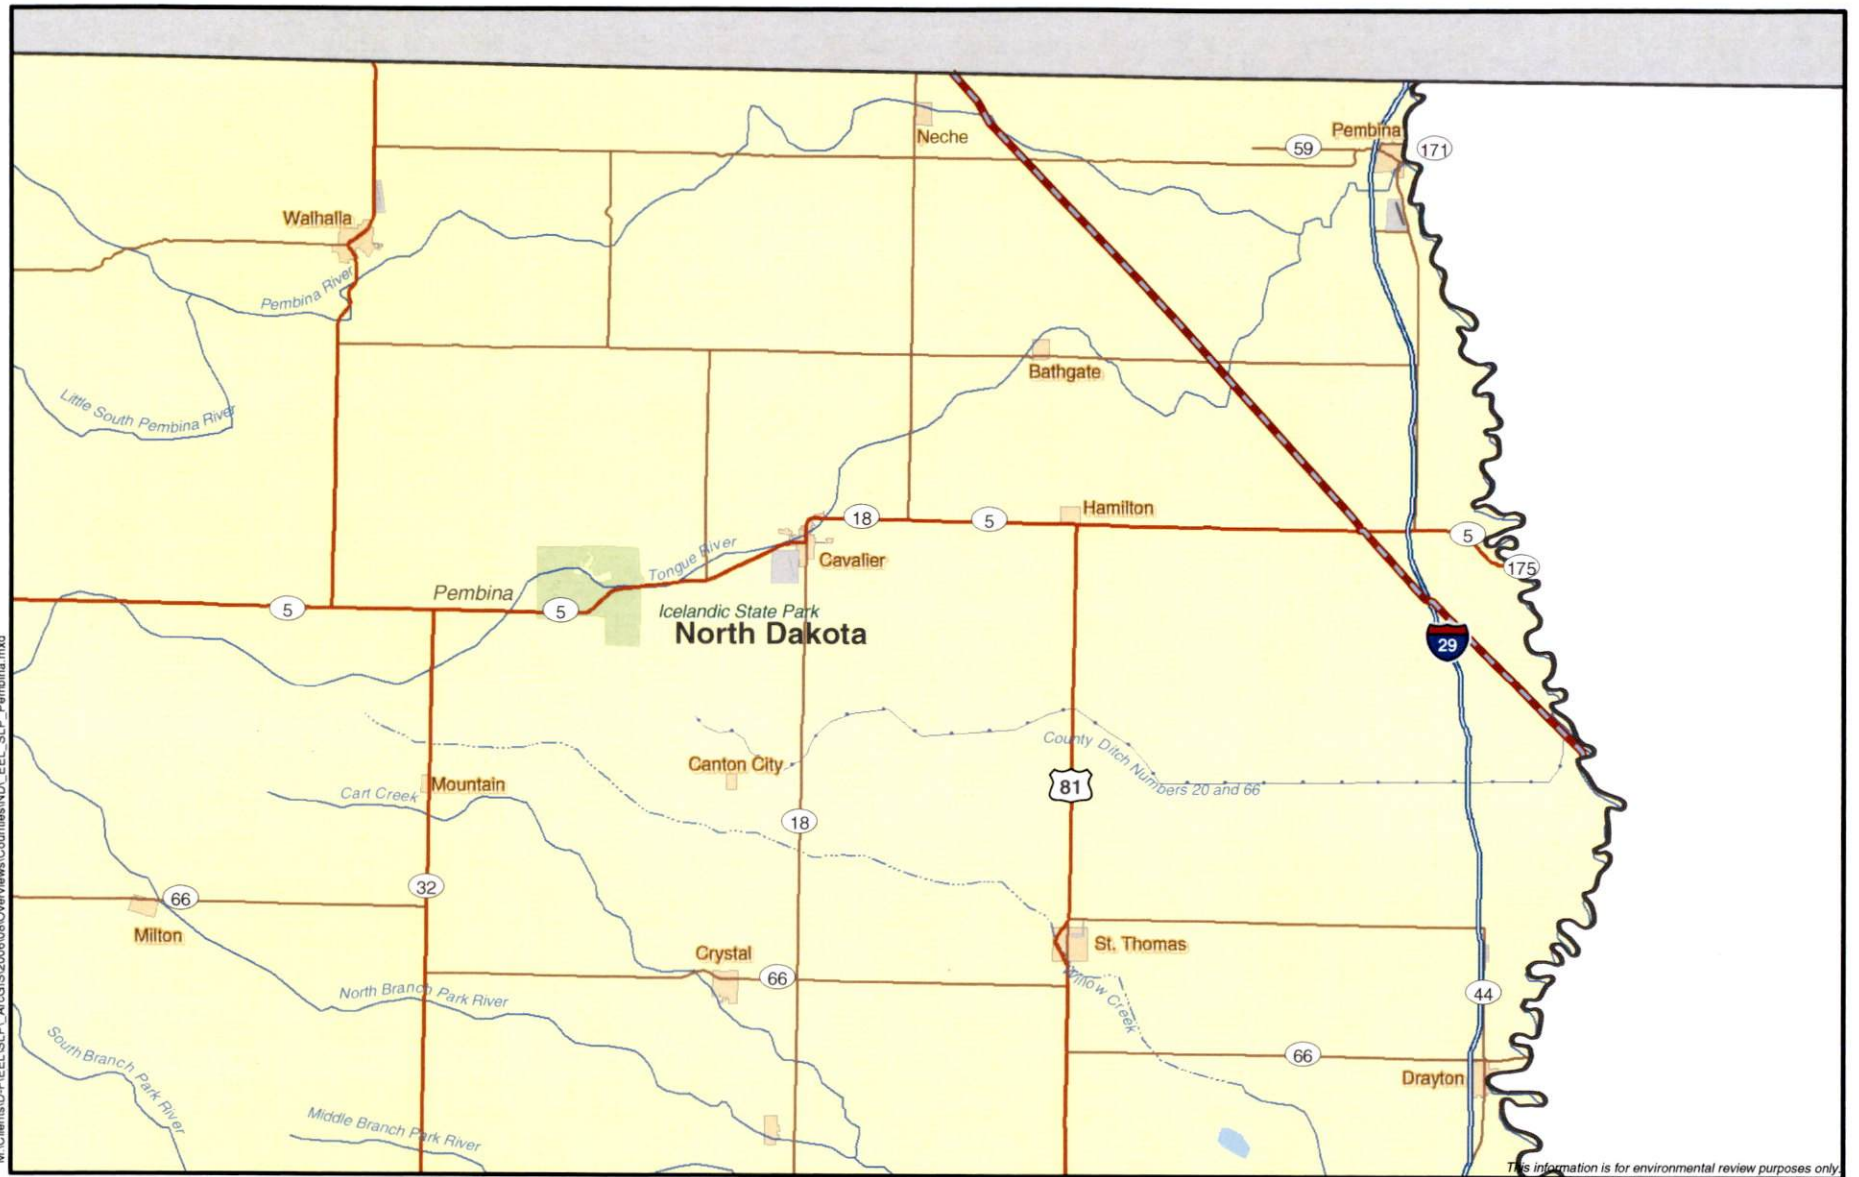 Neche
Pembina
59
171
Walhalla
Pembina River
Bathgate
Little South Pembina River
Hamilton
18
5
5
Tongue River
Cavalier
175
Pembina
5
5
Icelandic State Park
North Dakota
29
County Ditch Numbers 20 and 66
Canton City
Mountain
Cart Creek
81
18
32
66
Milton
St. Thomas
Crystal
66
Willow Creek
North Branch Park River
44
South Branch Park River
66
Drayton
Middle Branch Park River
This information is for environmental review purposes only.